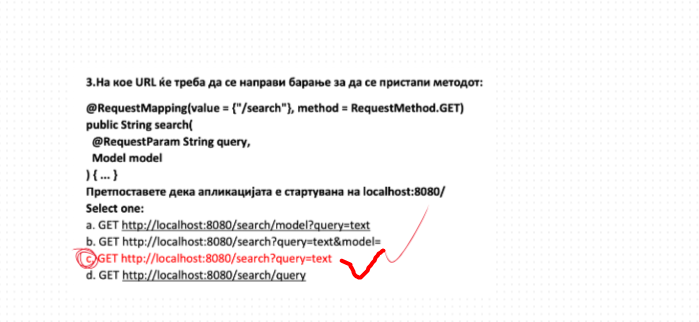 3.На кое URL ќе треба да се направи барање за да се пристапи методот:
@RequestMapping(value = {"/search"}, method = RequestMethod.GET)
public String search(
@RequestParam String query,
Model model
) { ... }
Претпоставете дека апликацијата е стартувана на localhost:8080/
Select one:
a. GET http://localhost:8080/search/model?query=text
b. GET http://localhost:8080/search?query=text&model=
c. GET http://localhost:8080/search?query=text
d. GET http://localhost:8080/search/query